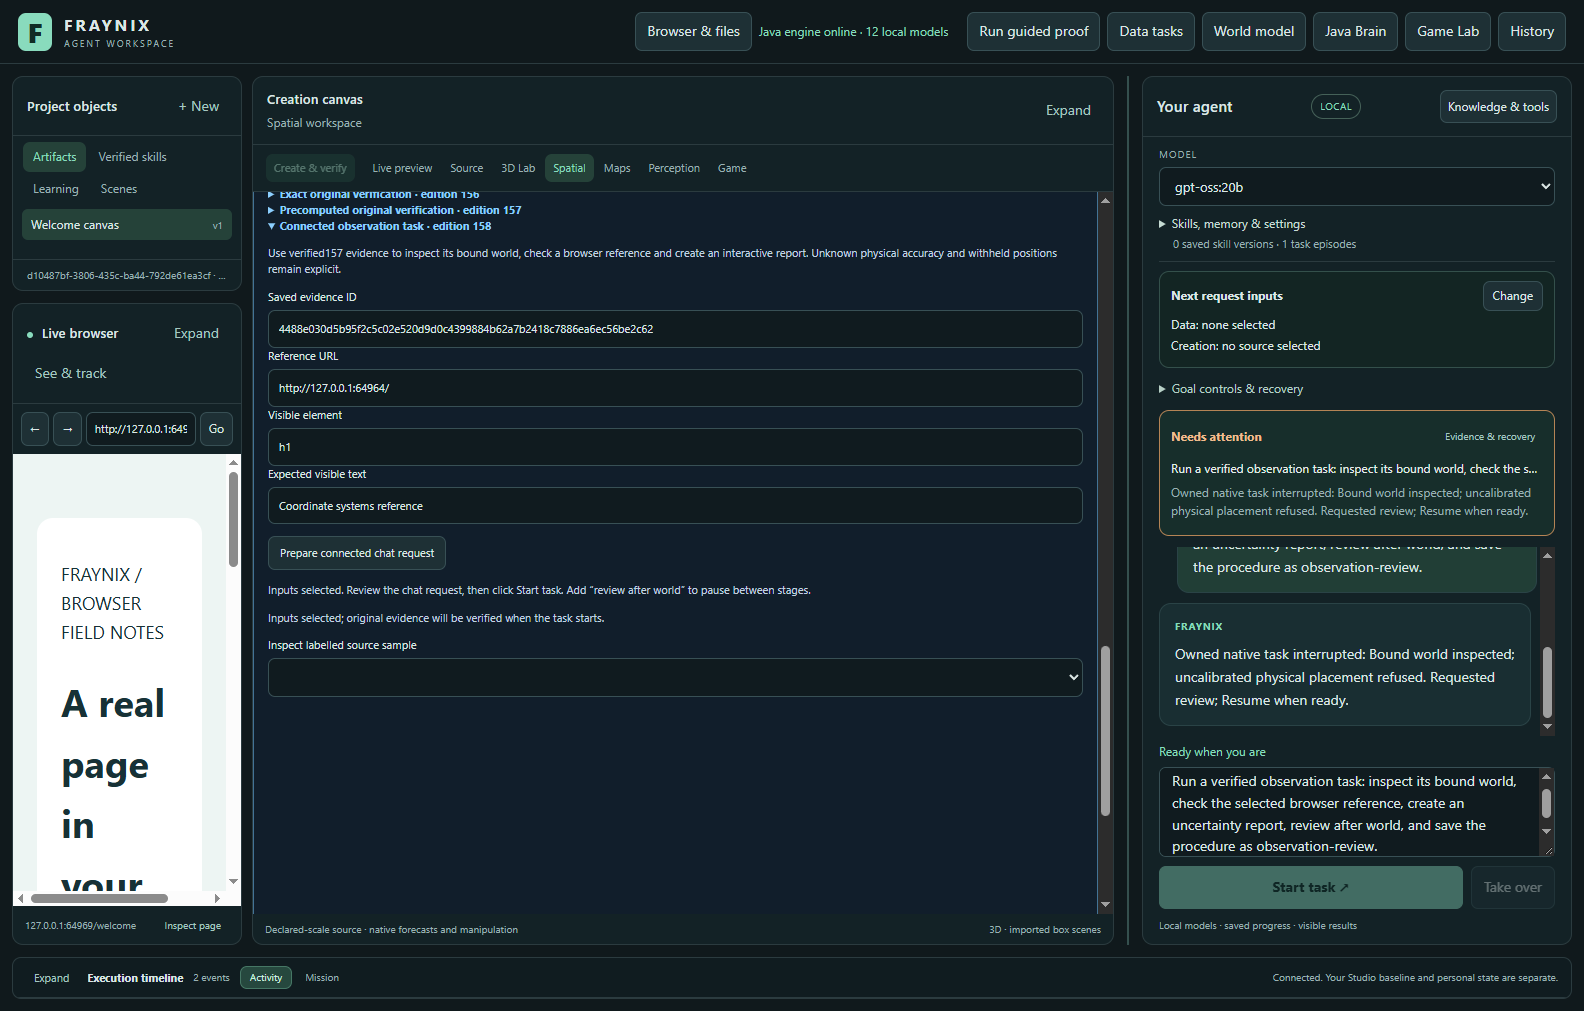 F
FRAYNIX
AGENT WORKSPACE
Browser & files
Java engine online · 12 local models
Run guided proof
Data tasks
World model
Java Brain
Game Lab
History
Project objects
+ New
Artifacts
Verified skills
Learning
Scenes
Welcome canvas
v1
d10487bf-3806-435c-ba44-792de61ea3cf · ...
Live browser
Expand
See & track
←
→
http://127.0.0.1:649
Go
FRAYNIX /
BROWSER
FIELD NOTES
A real
page
in
your
127.0.0.1:64969/welcome
Inspect page
Creation canvas
Spatial workspace
Expand
Create & verify
Live preview
Source
3D Lab
Spatial
Maps
Perception
Game
Exact original verification · edition 156
Precomputed original verification · edition 157
Connected observation task · edition 158
Use verified157 evidence to inspect its bound world, check a browser reference and create an interactive report. Unknown physical accuracy and withheld positions
remain explicit.
Saved evidence ID
4488e030d5b95f2c5c02e520d9d0c4399884b62a7b2418c7886ea6ec56be2c62
Reference URL
http://127.0.0.1:64964/
Visible element
h1
Expected visible text
Coordinate systems reference
Prepare connected chat request
Inputs selected. Review the chat request, then click Start task. Add “review after world” to pause between stages.
Inputs selected; original evidence will be verified when the task starts.
Inspect labelled source sample
Declared-scale source · native forecasts and manipulation
3D · imported box scenes
Your agent
LOCAL
Knowledge & tools
MODEL
gpt-oss:20b
Skills, memory & settings
0 saved skill versions · 1 task episodes
Next request inputs
Change
Data: none selected
Creation: no source selected
Goal controls & recovery
Needs attention
Evidence & recovery
Run a verified observation task: inspect its bound world, check the s...
Owned native task interrupted: Bound world inspected; uncalibrated
physical placement refused. Requested review; Resume when ready.
an uncertainty report, review after world, and save
the procedure as observation-review.
FRAYNIX
Owned native task interrupted: Bound world inspected;
uncalibrated physical placement refused. Requested
review; Resume when ready.
Ready when you are
Run a verified observation task: inspect its bound world,
check the selected browser reference, create an
uncertainty report, review after world, and save the
procedure as observation-review.
Start task ↗
Take over
Local models · saved progress · visible results
Expand
Execution timeline
2 events
Activity
Mission
Connected. Your Studio baseline and personal state are separate.